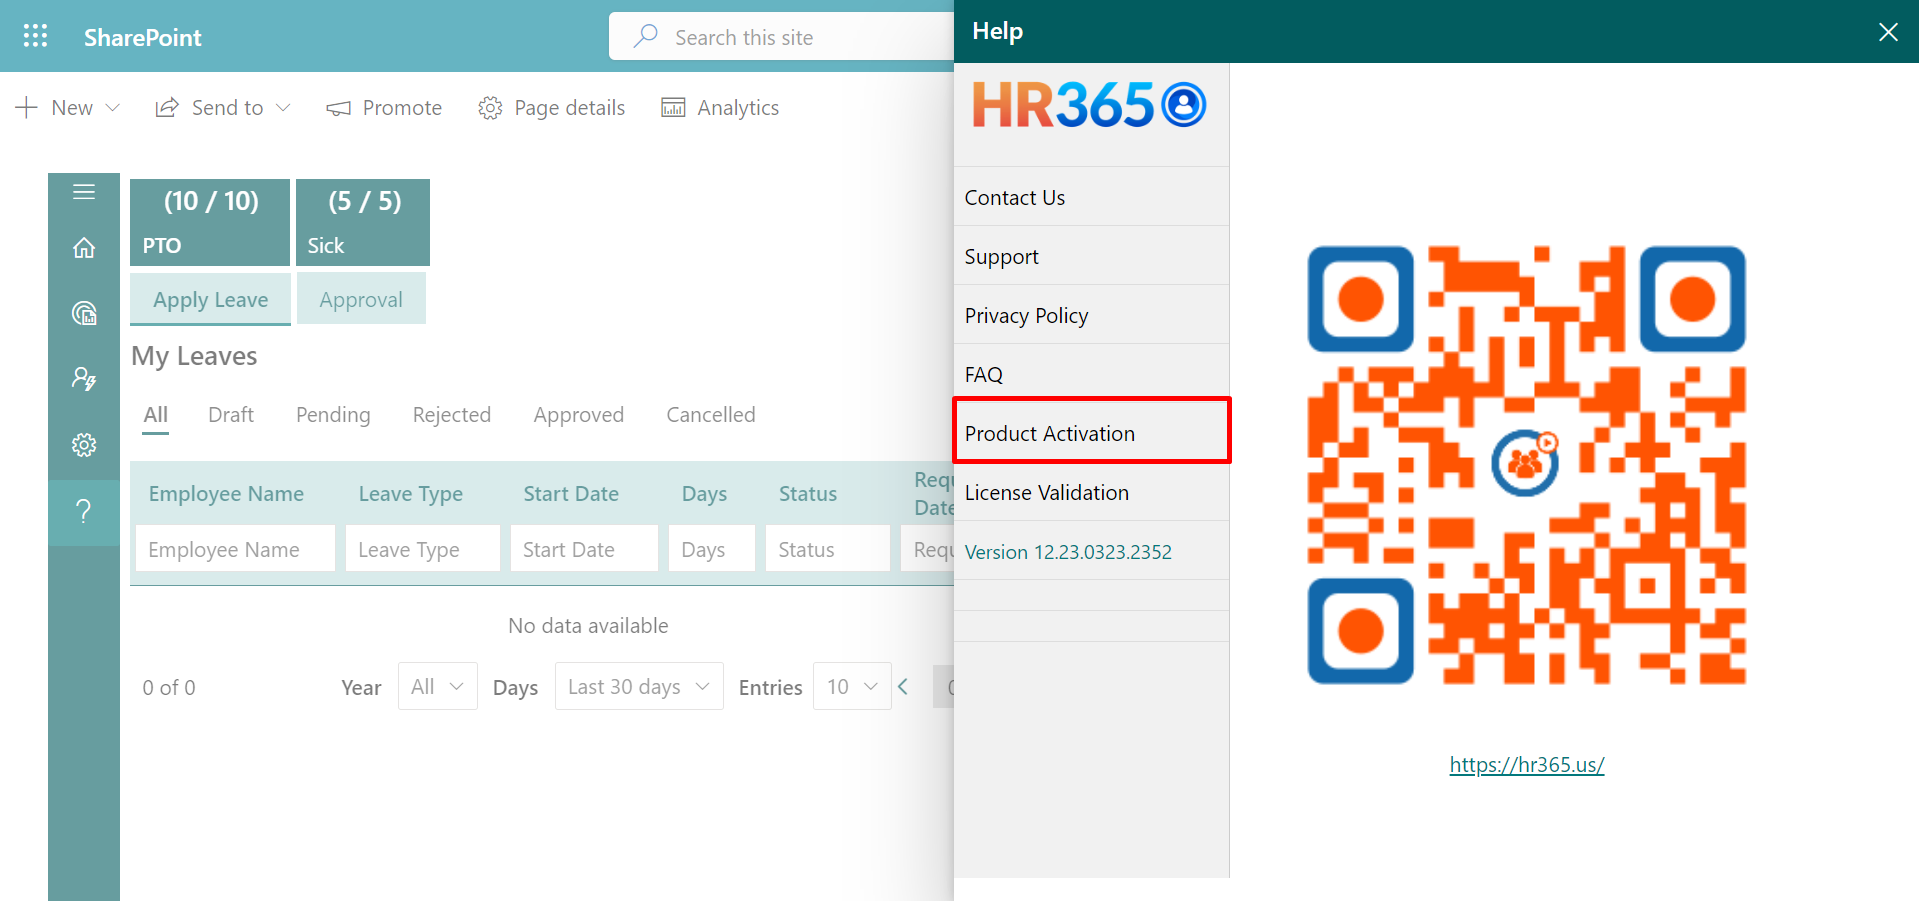 SharePoint
Search this site
New
Send to
Promote
Page details
Analytics
(10 / 10)
PTO
(5 / 5)
Sick
Apply Leave
Approval
My Leaves
All
Draft
Pending
Rejected
Approved
Cancelled
Employee Name
Leave Type
Start Date
Days
Status
Employee Name
Leave Type
Start Date
Days
Status
No data available
0 of 0
Year
All
Days
Last 30 days
Entries
10
Help
HR365
Contact Us
Support
Privacy Policy
FAQ
Product Activation
License Validation
Version 12.23.0323.2352
https://hr365.us/